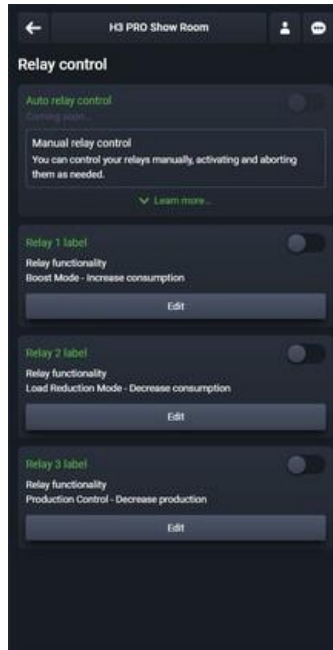 H3 PRO Show Room
Relay control
Auto relay control
Coming soon...
Manual relay control
You can control your relays manually, activating and aborting
them as needed.
Learn more...
Relay 1 label
Relay functionality
Boost Mode - Increase consumption
Edit
Relay 2 label
Relay functionality
Load Reduction Mode - Decrease consumption
Edit
Relay 3 label
Relay functionality
Production Control - Decrease production
Edit